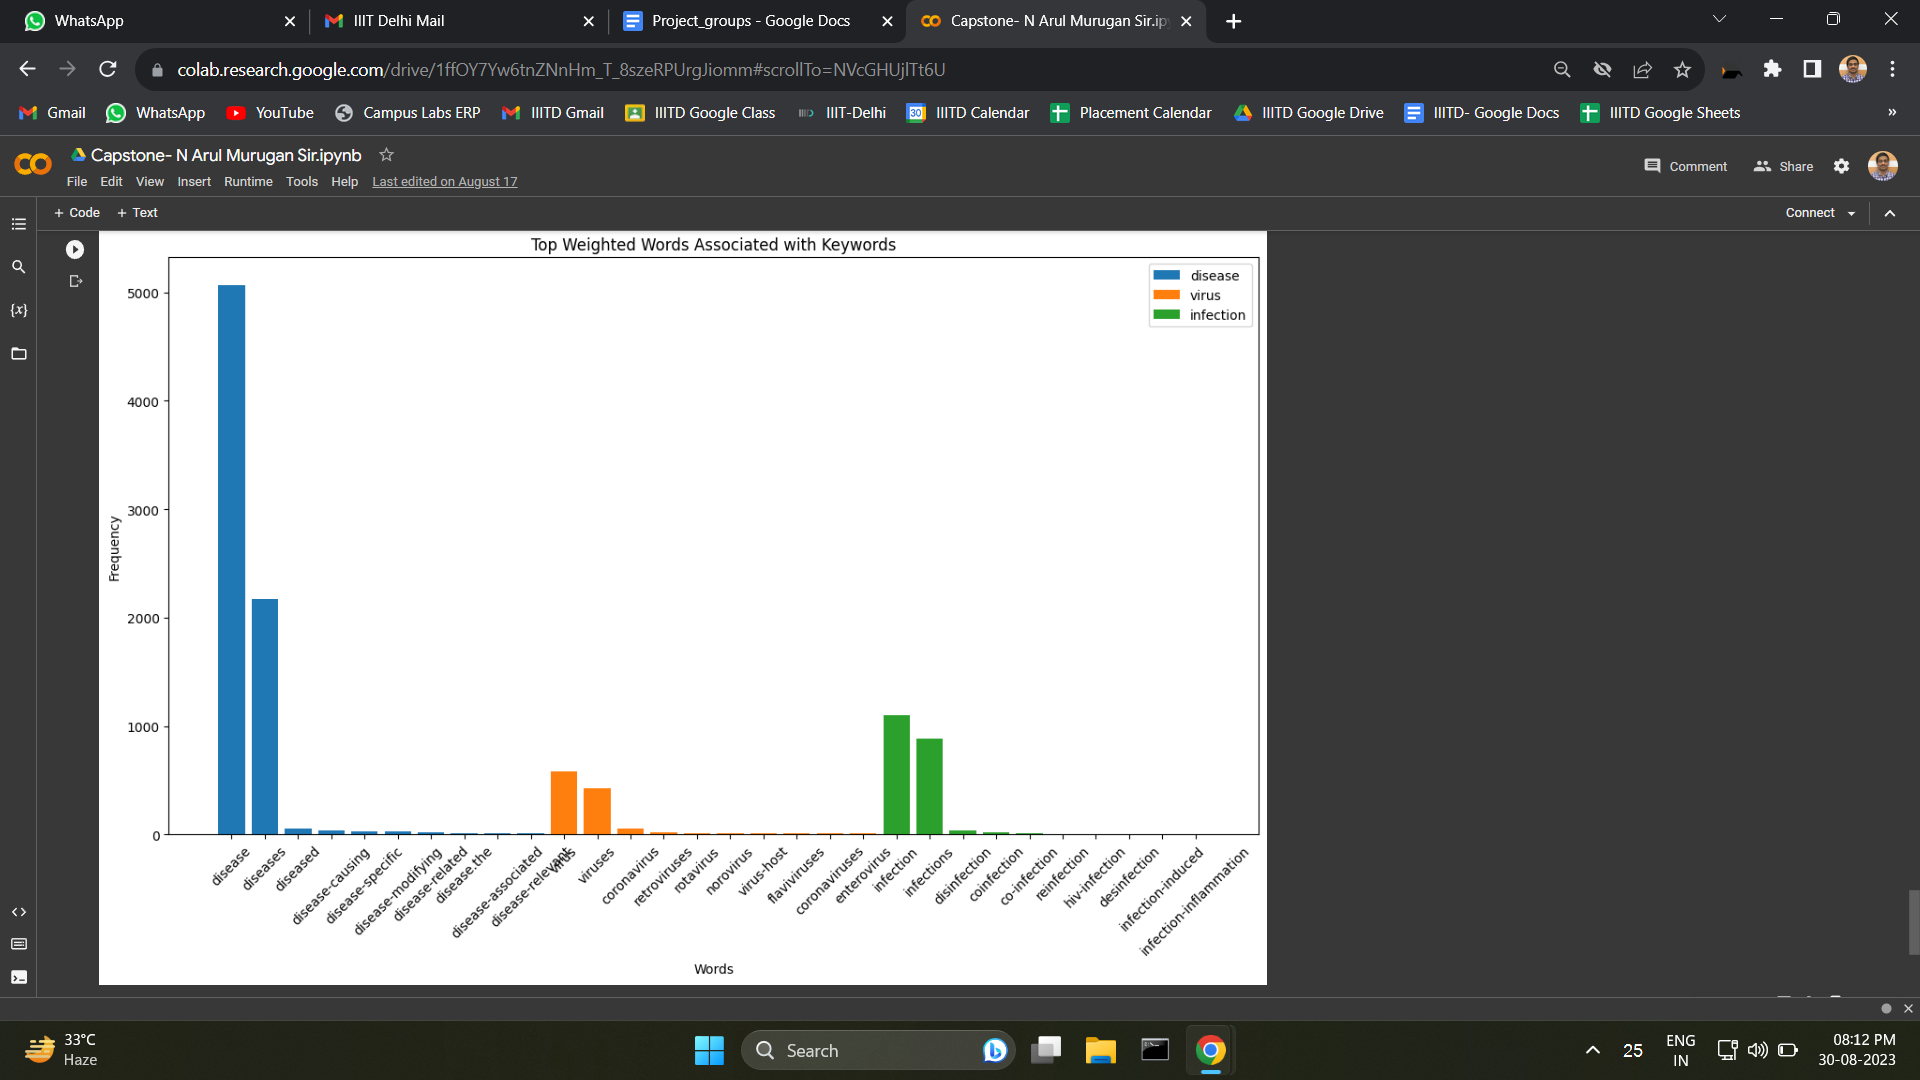 WhatsApp
IIIT Delhi Mail
Project_groups - Google Docs
Capstone- N Arul Murugan Sir.ip
colab.research.google.com/drive/1ffOY7Yw6tnZNnHm_T_8szeRPUrgJiomm#scrollTo=NVcGHUjlTt6U
Gmail
WhatsApp
YouTube
Campus Labs ERP
IIITD Gmail
IIITD Google Class
IIIT-Delhi
IIITD Calendar
Placement Calendar
IIITD Google Drive
IIITD- Google Docs
IIITD Google Sheets
»
Capstone- N Arul Murugan Sir.ipynb
Comment
Share
File Edit View Insert Runtime Tools Help Last edited on August 17
+ Code + Text
Connect
Top Weighted Words Associated with Keywords
disease
virus
infection
5000
4000
3000
2000
1000
0
Frequency
disease
diseases
diseased
disease-causing
disease-specific
disease-modifying
disease-related
disease.the
disease-associated
disease-relevant
virus
viruses
coronavirus
retroviruses
rotavirus
norovirus
virus-host
flaviviruses
coronaviruses
enterovirus
infection
infections
disinfection
coinfection
co-infection
reinfection
hiv-infection
desinfection
infection-induced
infection-inflammation
Words
33°C
Haze
Search
25
ENG
IN
08:12 PM
30-08-2023